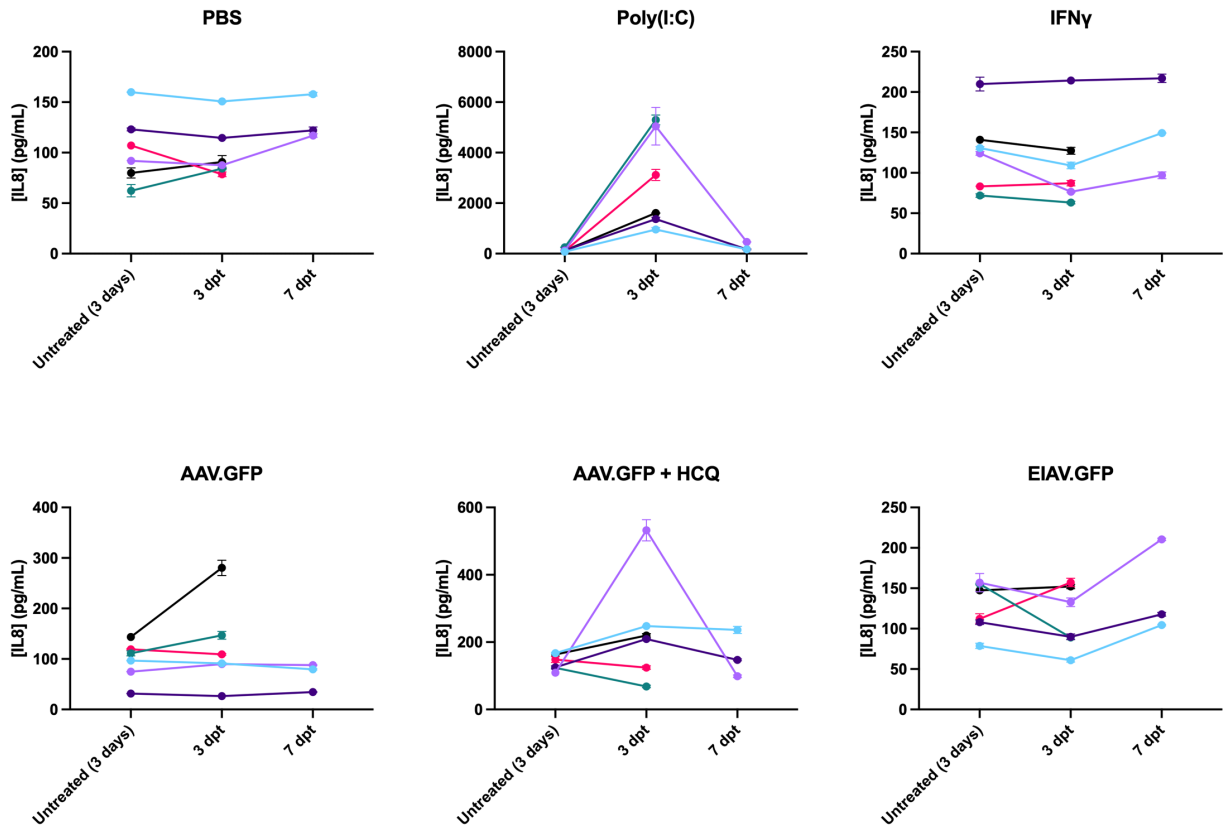 PBS
[IL8] (pg/mL)
200
150
100
50
0
Untreated (3 days)
3 dpt
7 dpt
Poly(I:C)
[IL8] (pg/mL)
8000
6000
4000
2000
0
Untreated (3 days)
3 dpt
7 dpt
IFNγ
[IL8] (pg/mL)
250
200
150
100
50
0
Untreated (3 days)
3 dpt
7 dpt
AAV.GFP
[IL8] (pg/mL)
400
300
200
100
0
Untreated (3 days)
3 dpt
7 dpt
AAV.GFP + HCQ
[IL8] (pg/mL)
600
400
200
0
Untreated (3 days)
3 dpt
7 dpt
EIAV.GFP
[IL8] (pg/mL)
250
200
150
100
50
0
Untreated (3 days)
3 dpt
7 dpt